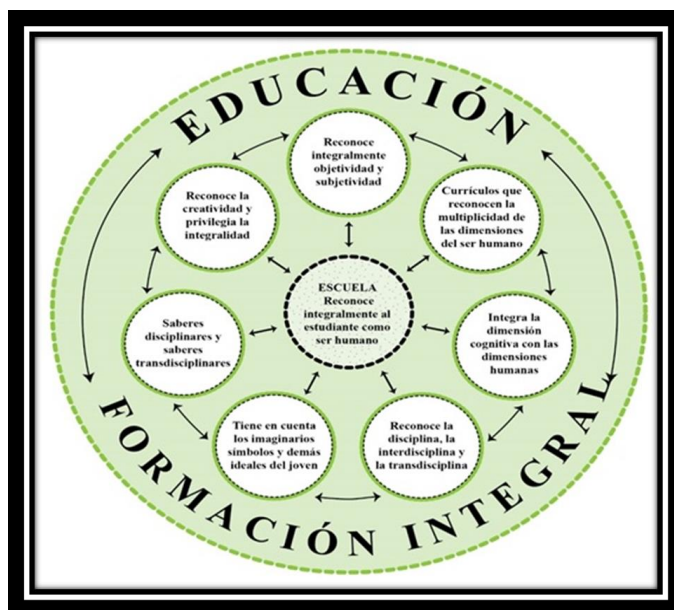 EDUCACIÓN
Reconoce
integralmente
objetividad y
subjetividad
Reconoce la
creatividad y
privilegia la
integralidad
Currículos que
reconocen la
multiplicidad de
las dimensiones
del ser humano
ESCUELA
Reconoce
integralmente al
estudiante como
ser humano
Saberes
disciplinares y
saberes
transdisciplinares
Integra la
dimensión
cognitiva con las
dimensiones
humanas
Tiene en cuenta
los imaginarios
símbolos y demás
ideales del joven
Reconoce la
disciplina, la
interdisciplina y
la transdisciplina
FORMACIÓN INTEGRAL